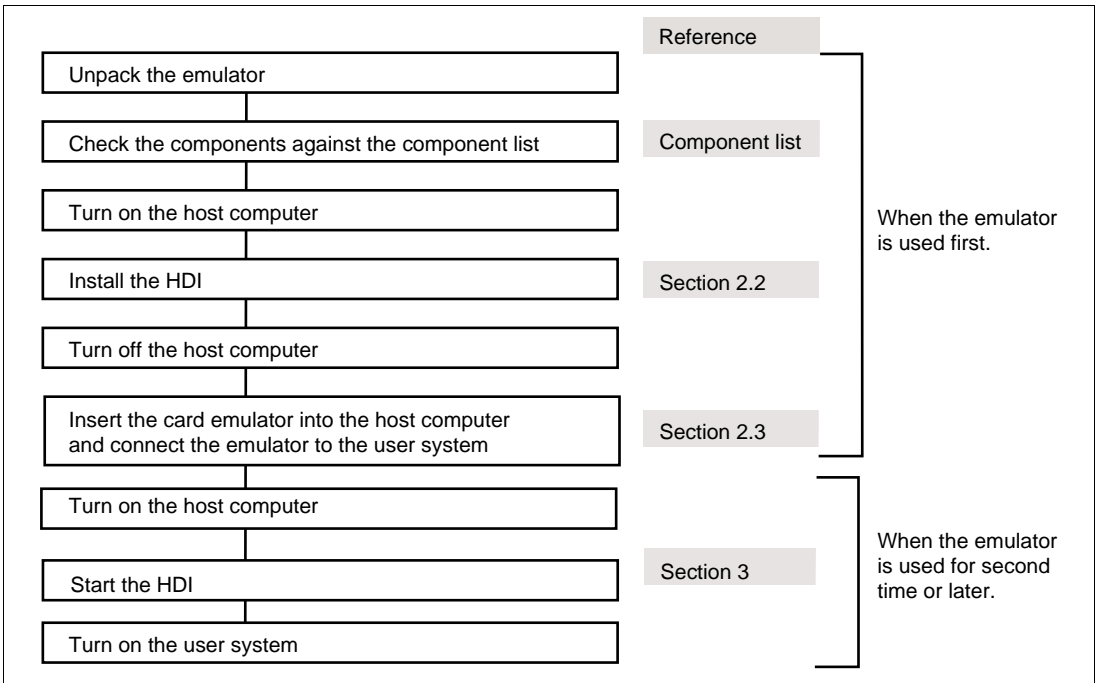 Reference
Unpack the emulator
Check the components against the component list
Component list
Turn on the host computer
When the emulator
is used first.
Install the HDI
Section 2.2
Turn off the host computer
Insert the card emulator into the host computer
and connect the emulator to the user system
Section 2.3
Turn on the host computer
When the emulator
is used for second
time or later.
Start the HDI
Section 3
Turn on the user system